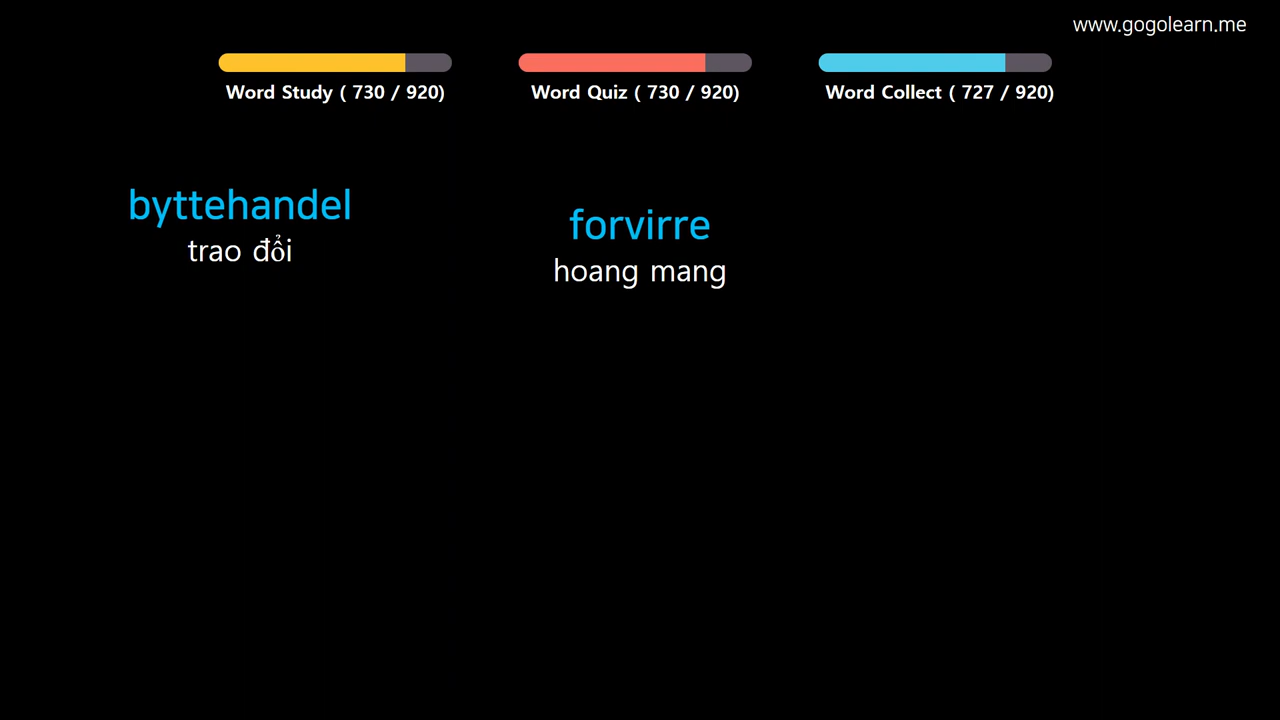 www.gogolearn.me
Word Study ( 730 / 920)
Word Quiz ( 730 / 920)
Word Collect ( 727 / 920)
byttehandel
trao đổi
forvirre
hoang mang